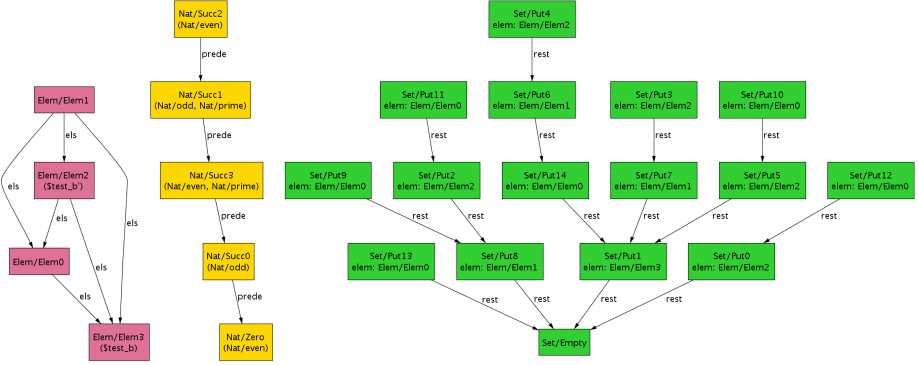 Nat/Succ2
(Nat/even)
Set/Put4
elem: Elem/Elem2
prede
rest
Elem/Elem1
Nat/Succ1
(Nat/odd, Nat/prime)
Set/Put11
elem: Elem/Elem0
Set/Put6
elem: Elem/Elem1
Set/Put3
elem: Elem/Elem2
Set/Put10
elem: Elem/Elem0
els
prede
rest
rest
rest
rest
Elem/Elem2
($test_b')
Nat/Succ3
(Nat/even, Nat/prime)
Set/Put9
elem: Elem/Elem0
Set/Put2
elem: Elem/Elem2
Set/Put14
elem: Elem/Elem0
Set/Put7
elem: Elem/Elem1
Set/Put5
elem: Elem/Elem2
Set/Put12
elem: Elem/Elem0
els
els
els
prede
rest
rest
rest
rest
rest
rest
Elem/Elem0
Nat/Succ0
(Nat/odd)
Set/Put13
elem: Elem/Elem0
Set/Put8
elem: Elem/Elem1
Set/Put1
elem: Elem/Elem3
Set/Put0
elem: Elem/Elem2
els
els
prede
rest
rest
rest
rest
Elem/Elem3
($test_b)
Nat/Zero
(Nat/even)
Set/Empty